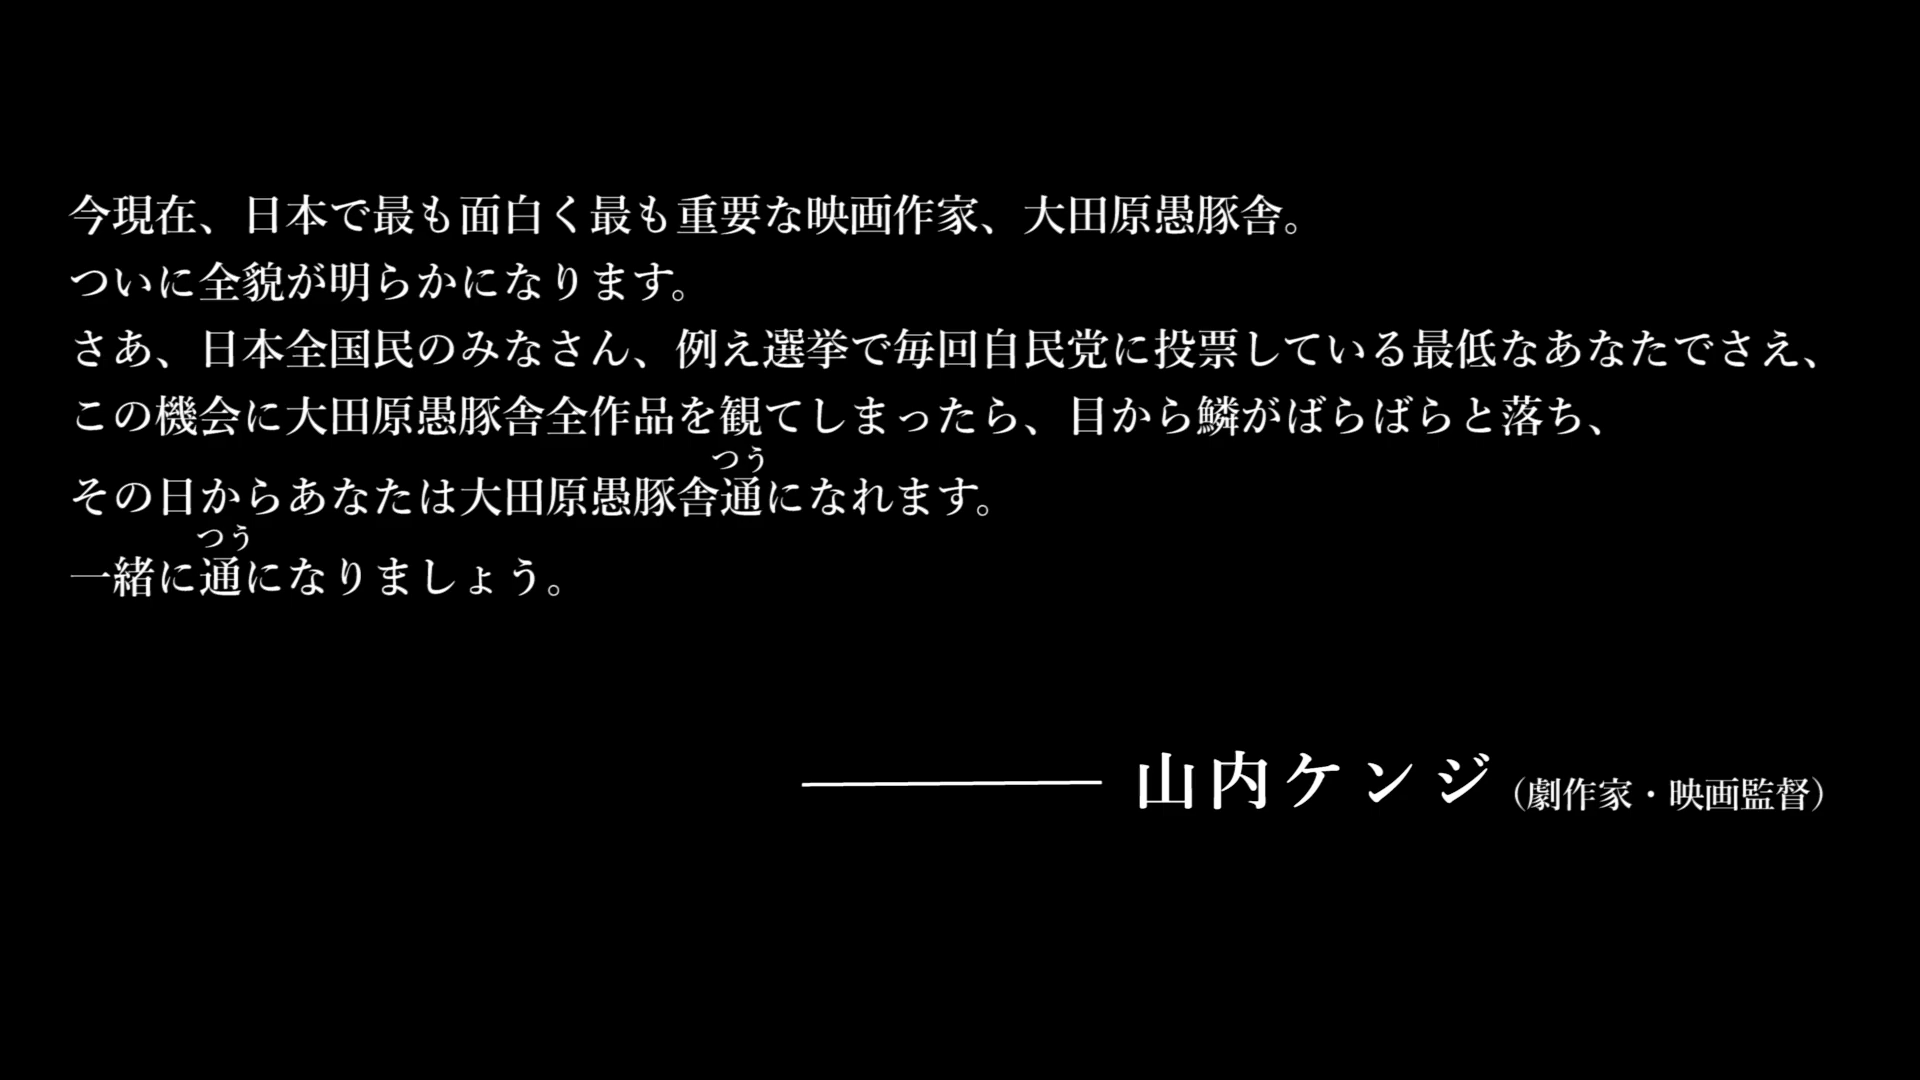 今現在、日本で最も面白く最も重要な映画作家、大田原愚豚舎。
ついに全貌が明らかになります。
さあ、日本全国民のみなさん、例え選挙で毎回自民党に投票している最低なあなたでさえ、
この機会に大田原愚豚舎全作品を観てしまったら、目から鱗がばらばらと落ち、
つう
その日からあなたは大田原愚豚舎通になれます。
つう
一緒に通になりましょう。
——— 山内ケンジ（劇作家・映画監督）